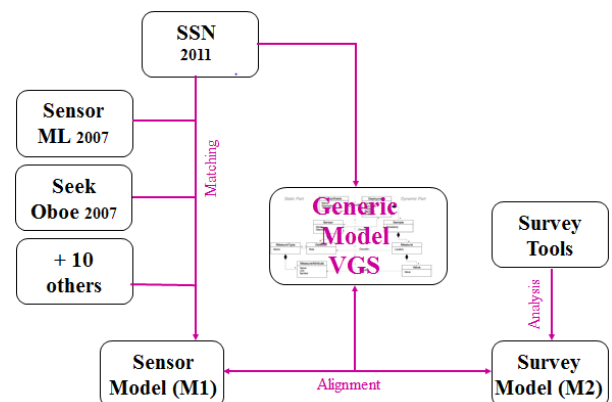 SSN
2011
Sensor
ML 2007
Matching
Seek
Oboe 2007
+ 10
others
Generic
Model
VGS
Survey
Tools
Analysis
Sensor
Model (M1)
Alignment
Survey
Model (M2)